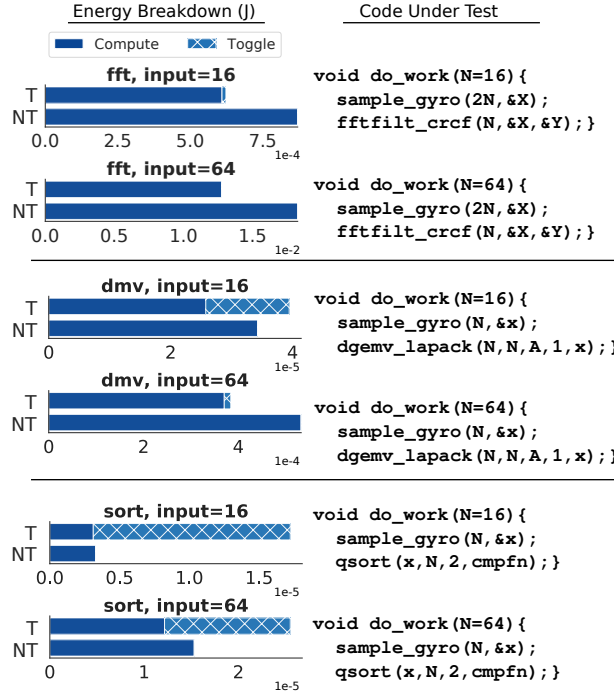 Energy Breakdown (J)
Code Under Test
Compute
Toggle
fft, input=16
T
NT
0.0 2.5 5.0 7.5
1e-4
void do_work(N=16){
sample_gyro(2N,&X);
fftfilt_crcf(N,&X,&Y);}
fft, input=64
T
NT
0.0 0.5 1.0 1.5
1e-2
void do_work(N=64){
sample_gyro(2N,&X);
fftfilt_crcf(N,&X,&Y);}
dmv, input=16
T
NT
0 2 4
1e-5
void do_work(N=16){
sample_gyro(N,&x);
dgemv_lapack(N,N,A,1,x);}
dmv, input=64
T
NT
0 2 4
1e-4
void do_work(N=64){
sample_gyro(N,&x);
dgemv_lapack(N,N,A,1,x);}
sort, input=16
T
NT
0.0 0.5 1.0 1.5
1e-5
void do_work(N=16){
sample_gyro(N,&x);
qsort(x,N,2,cmpfn);}
sort, input=64
T
NT
0 1 2
1e-5
void do_work(N=64){
sample_gyro(N,&x);
qsort(x,N,2,cmpfn);}